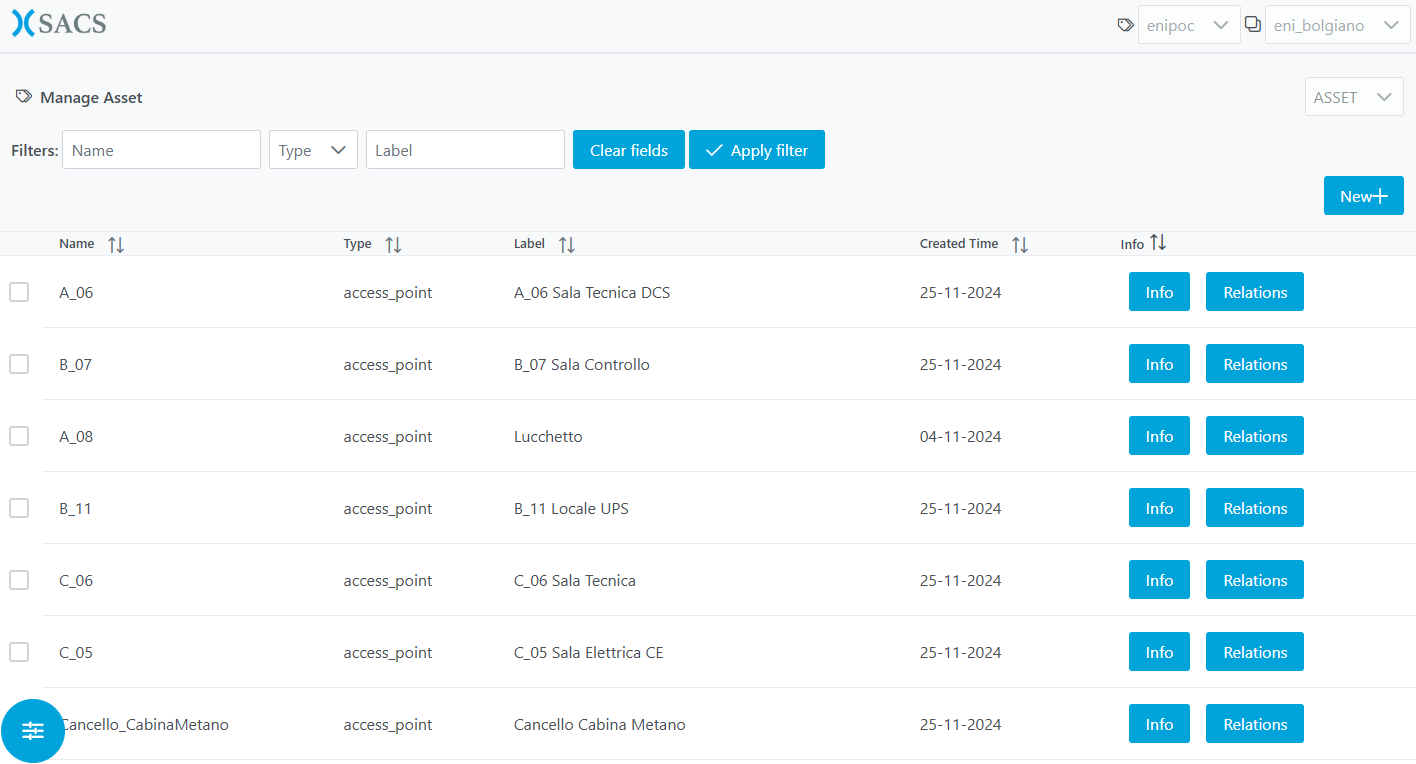 SACS
enipoc
eni_bolgiano
Manage Asset
ASSET
Filters: Name Type Label Clear fields Apply filter
New
Name Type Label Created Time Info
A_06 access_point A_06 Sala Tecnica DCS 25-11-2024 Info Relations
B_07 access_point B_07 Sala Controllo 25-11-2024 Info Relations
A_08 access_point Lucchetto 04-11-2024 Info Relations
B_11 access_point B_11 Locale UPS 25-11-2024 Info Relations
C_06 access_point C_06 Sala Tecnica 25-11-2024 Info Relations
C_05 access_point C_05 Sala Elettrica CE 25-11-2024 Info Relations
Cancello_CabinaMetano access_point Cancello Cabina Metano 25-11-2024 Info Relations